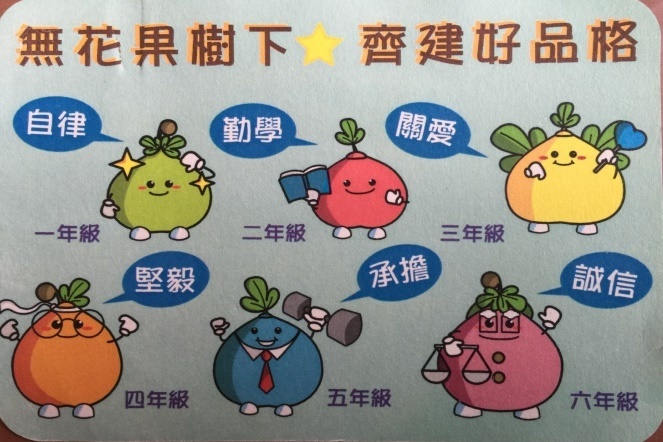 無花果樹下★齊建好品格
自律
勤學
關愛
一年級
二年級
三年級
堅毅
承擔
誠信
四年級
五年級
六年級